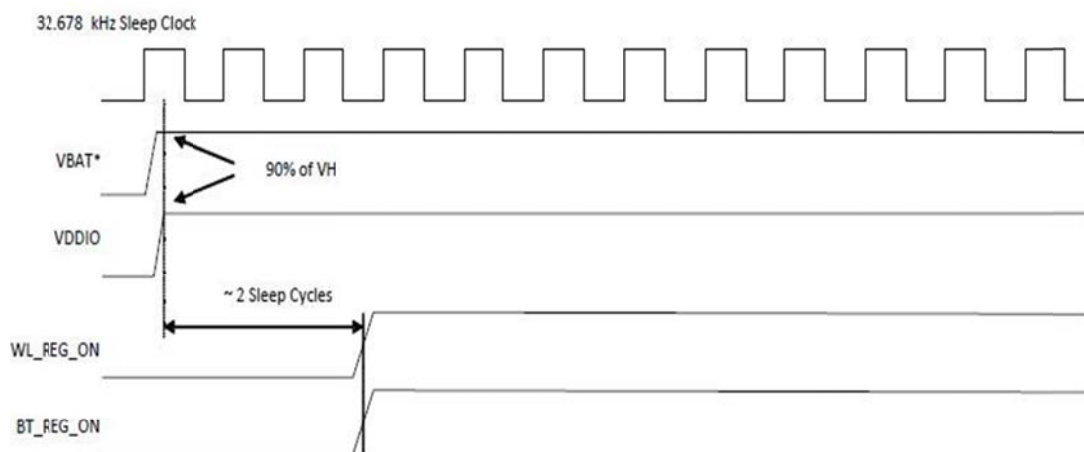 32.678 kHz Sleep Clock
VBAT*
90% of VH
VDDIO
~ 2 Sleep Cycles
WL_REG_ON
BT_REG_ON